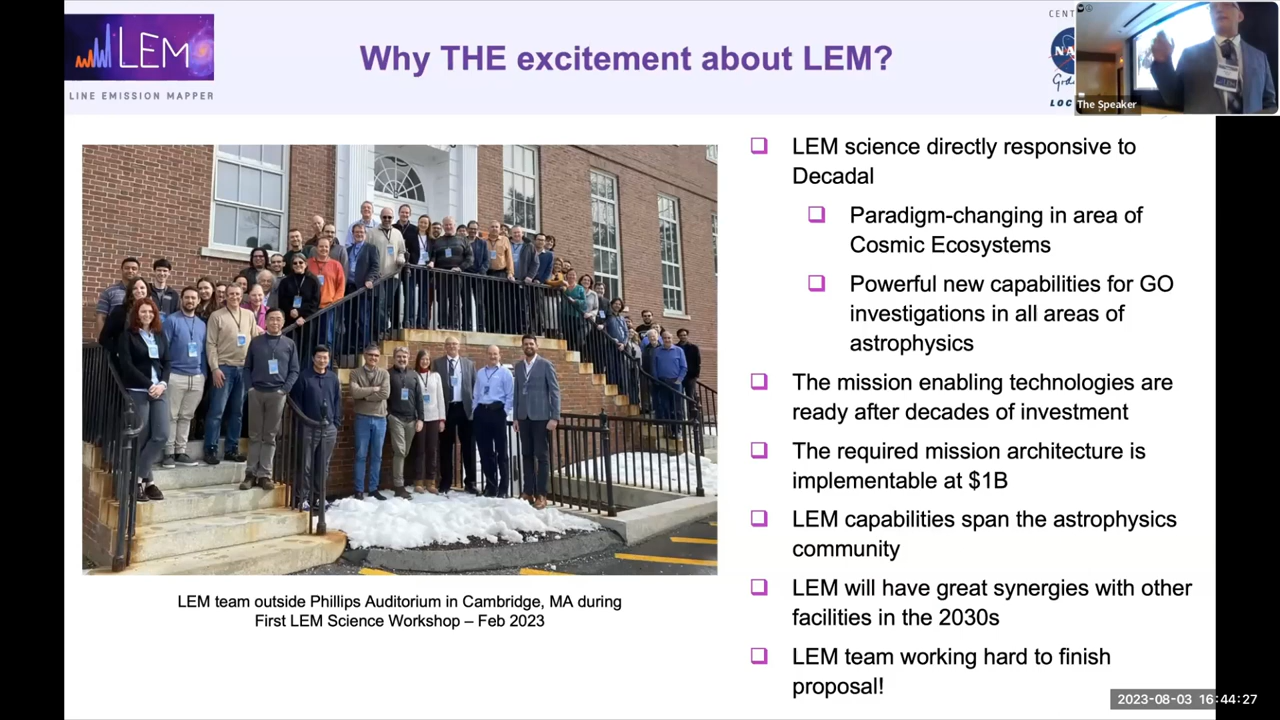 LEM
LINE EMISSION MAPPER
Why THE excitement about LEM?
CENT
NA
LOC
The Speaker
LEM team outside Phillips Auditorium in Cambridge, MA during
First LEM Science Workshop – Feb 2023
LEM science directly responsive to
Decadal
Paradigm-changing in area of
Cosmic Ecosystems
Powerful new capabilities for GO
investigations in all areas of
astrophysics
The mission enabling technologies are
ready after decades of investment
The required mission architecture is
implementable at $1B
LEM capabilities span the astrophysics
community
LEM will have great synergies with other
facilities in the 2030s
LEM team working hard to finish
proposal!
2023-08-03 16:44:27